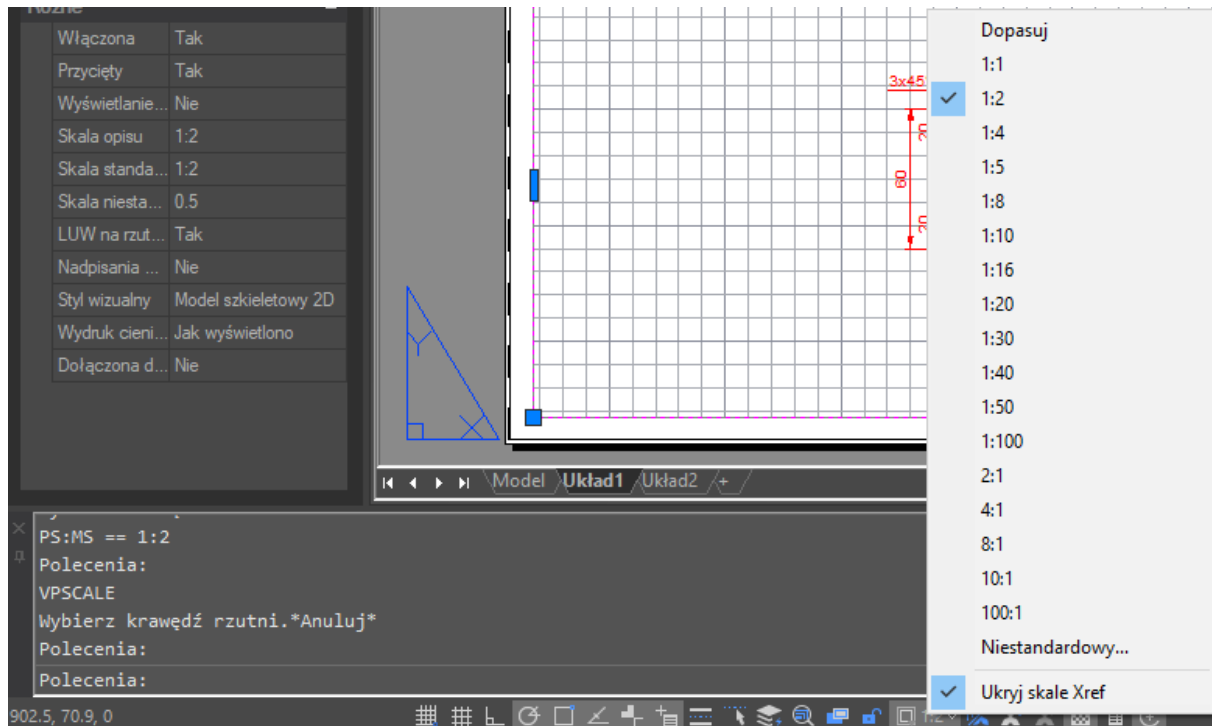 Różne
Włączona Tak
Przycięty Tak
Wyświetlanie... Nie
Skala opisu 1:2
Skala standa... 1:2
Skala niesta... 0.5
LUW na rzut... Tak
Nadpisania ... Nie
Styl wizualny Model szkieletowy 2D
Wydruk cieni... Jak wyświetlono
Dołączona d... Nie
3x45
20
60
20
Y
X
Model
Układ1
Układ2
+
PS:MS == 1:2
Polecenia:
VPSCALE
Wybierz krawędź rzutni.*Anuluj*
Polecenia:
Polecenia:
902.5, 70.9, 0
1:2
Dopasuj
1:1
1:2
1:4
1:5
1:8
1:10
1:16
1:20
1:30
1:40
1:50
1:100
2:1
4:1
8:1
10:1
100:1
Niestandardowy...
Ukryj skale Xref